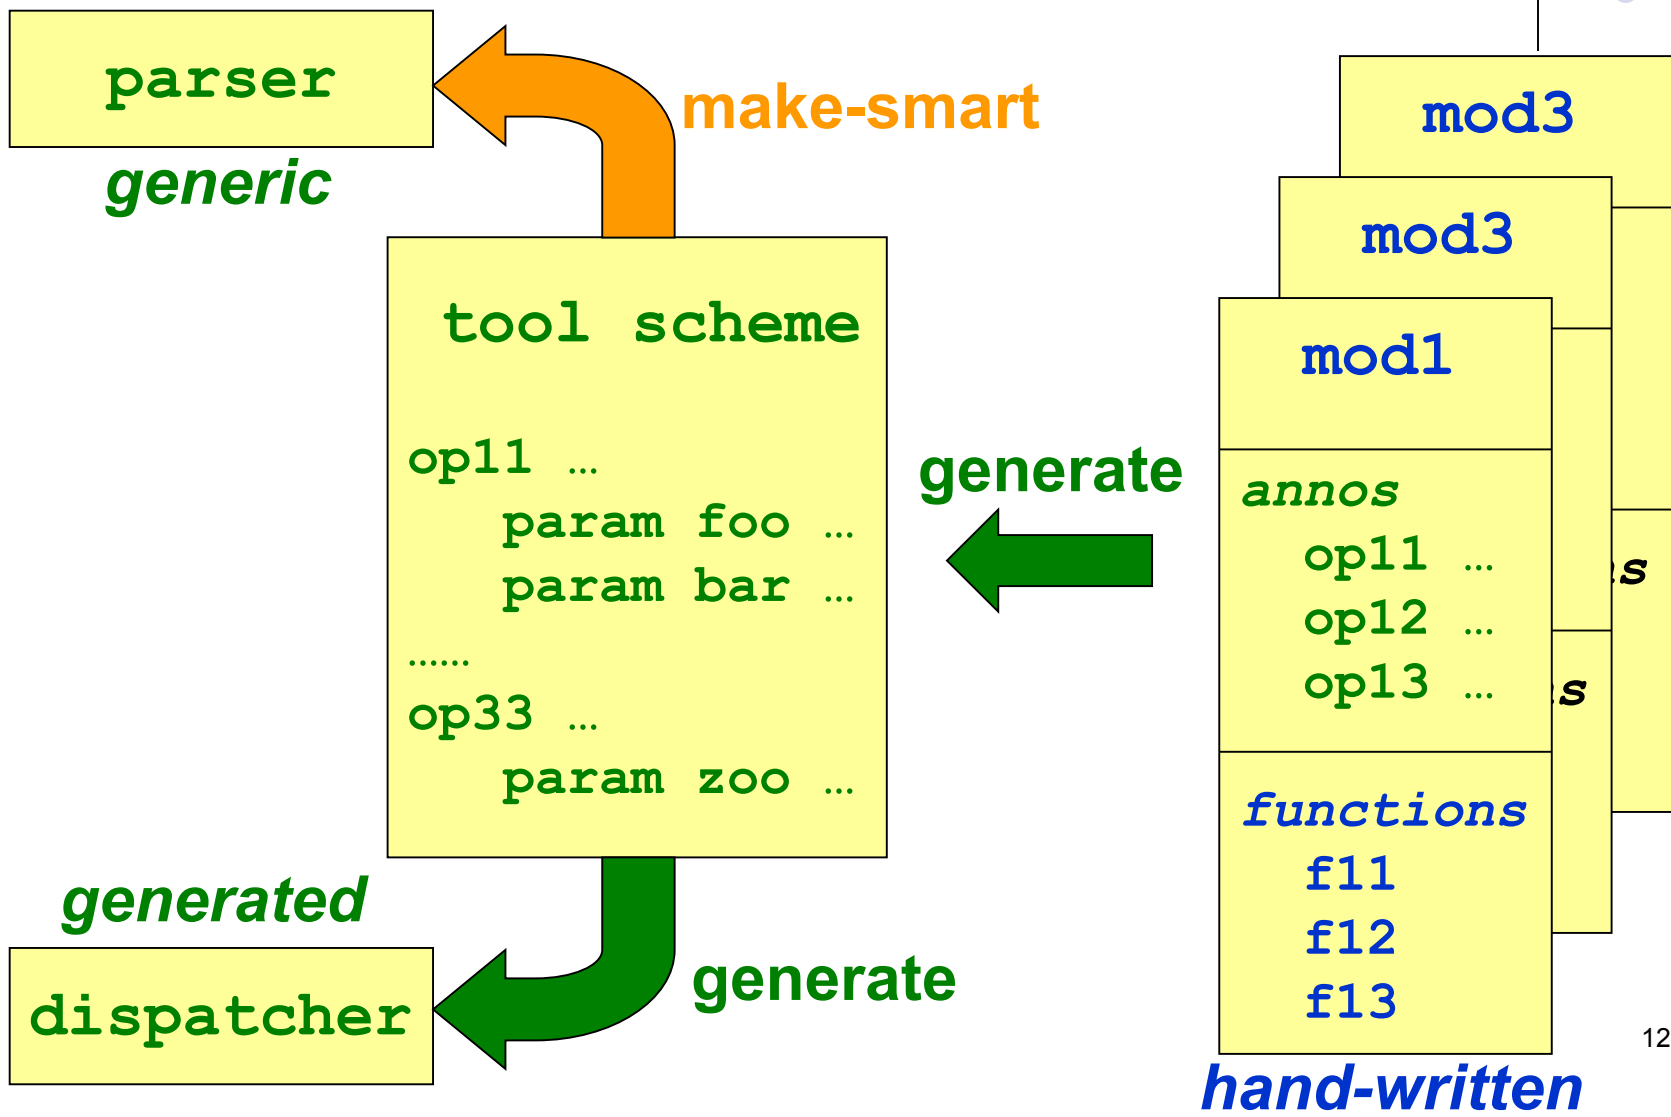 parser
generic
make-smart
tool scheme
op11 …
param foo …
param bar …
……
op33 …
param zoo …
generated
dispatcher
generate
generate
mod3
mod3
mod1
annos
op11 …
op12 …
op13 …
functions
f11
f12
f13
hand-written
12